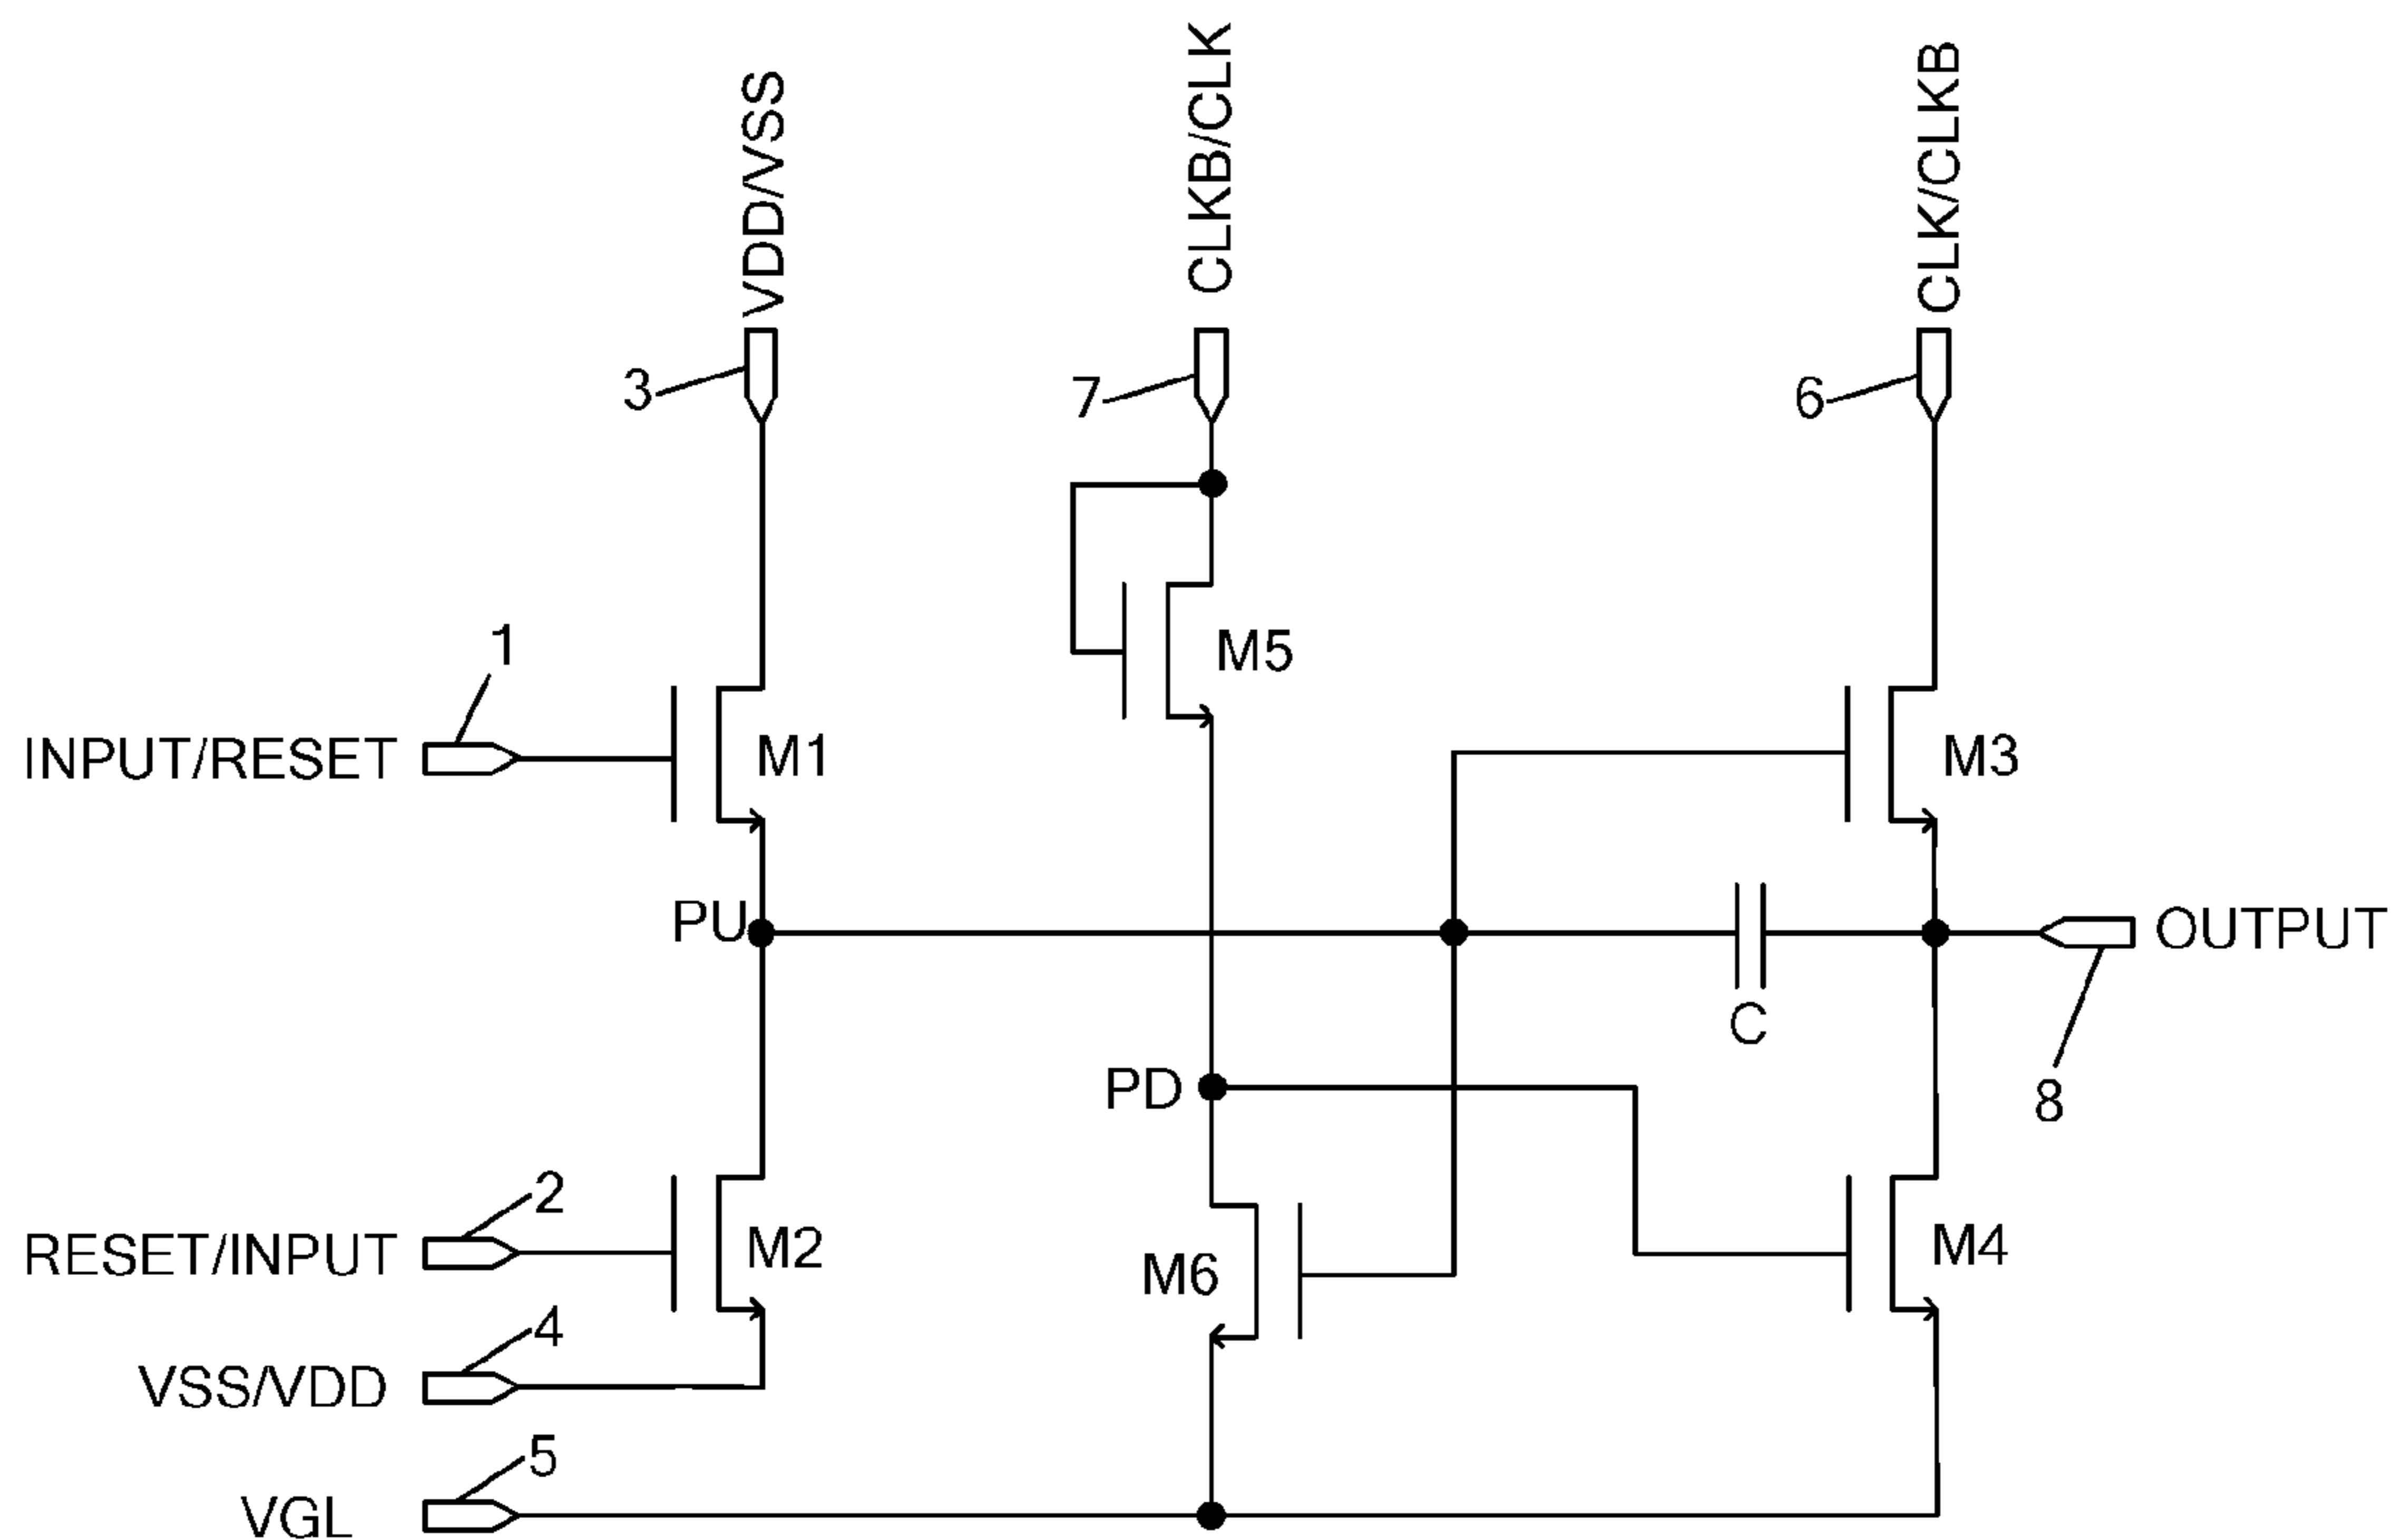 VDD/VSS
CLKB/CLK
CLK/CLKB
3
7
6
1
M5
INPUT/RESET
M1
M3
PU
OUTPUT
C
PD
8
2
RESET/INPUT
M2
M6
M4
4
VSS/VDD
5
VGL